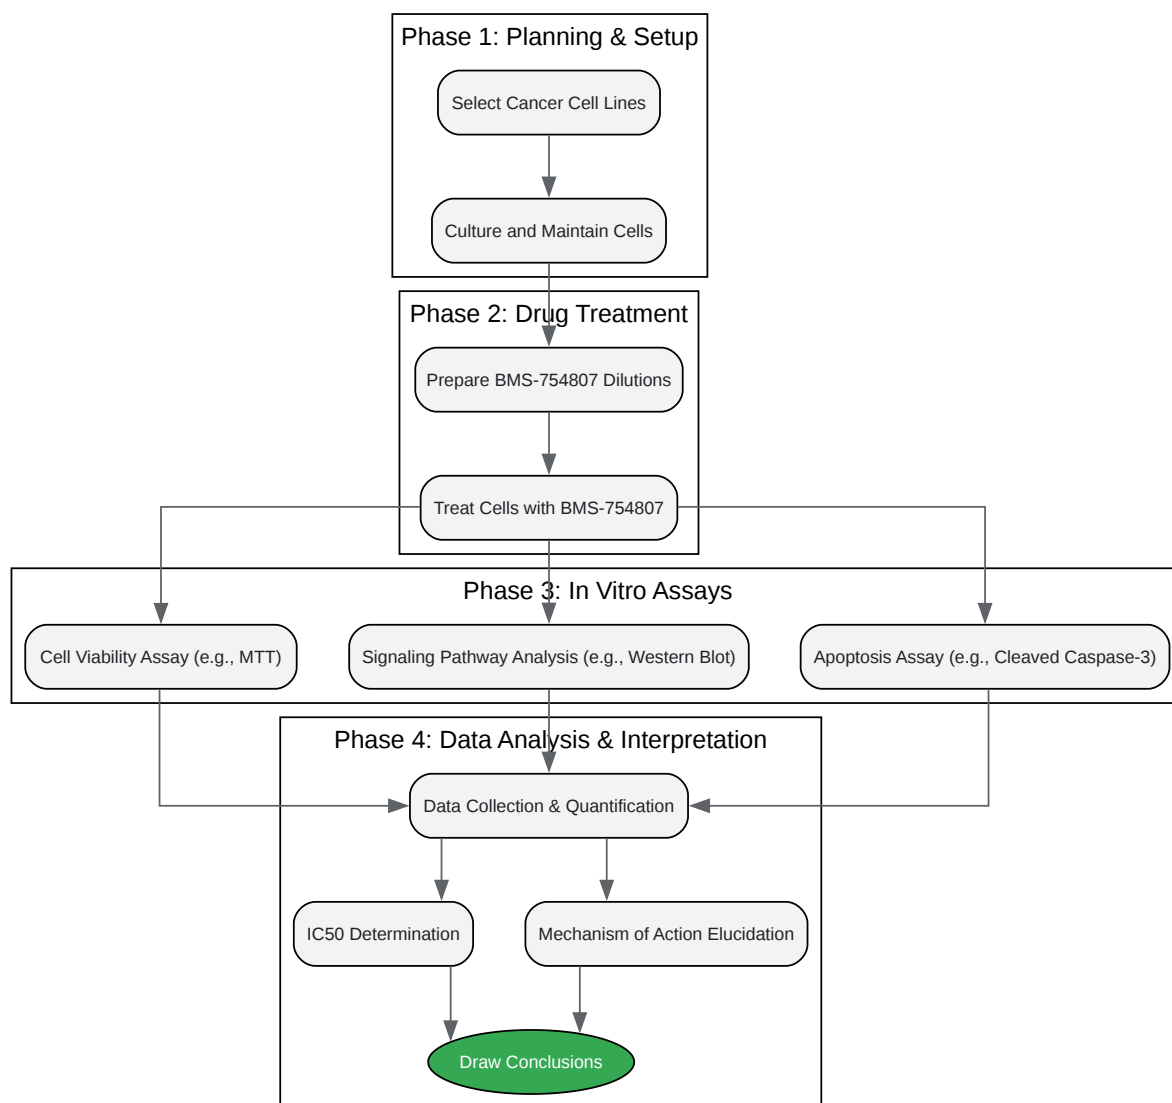 Phase 1: Planning & Setup
Select Cancer Cell Lines
Culture and Maintain Cells
Phase 2: Drug Treatment
Prepare BMS-754807 Dilutions
Treat Cells with BMS-754807
Phase 3: In Vitro Assays
Cell Viability Assay (e.g., MTT)
Signaling Pathway Analysis (e.g., Western Blot)
Apoptosis Assay (e.g., Cleaved Caspase-3)
Phase 4: Data Analysis & Interpretation
Data Collection & Quantification
IC50 Determination
Mechanism of Action Elucidation
Draw Conclusions